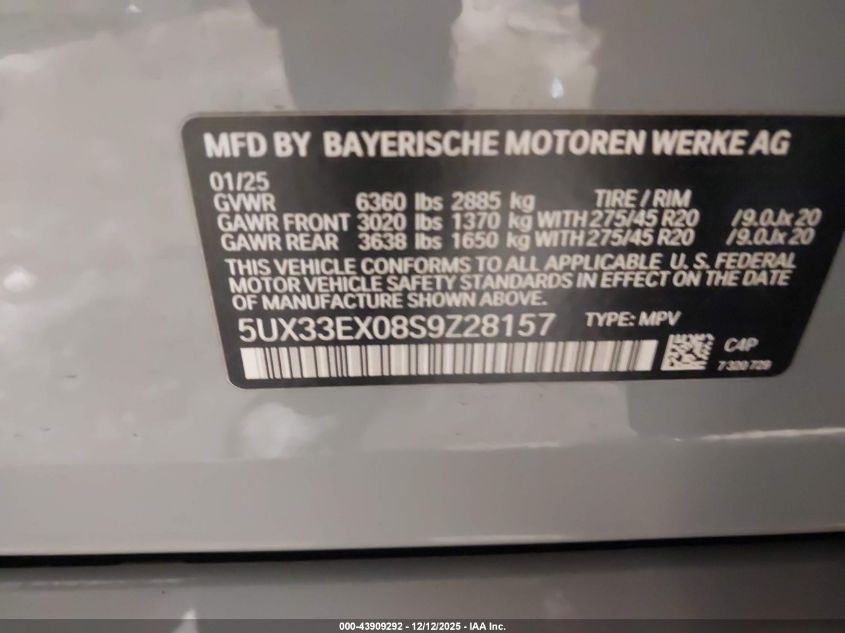 MFD BY BAYERISCHE MOTOREN WERKE AG
01/25
GVWR 6360 lbs 2885 kg TIRE / RIM
GAWR FRONT 3020 lbs 1370 kg WITH 275/45 R20 /9.0Jx20
GAWR REAR 3638 lbs 1650 kg WITH 275/45 R20 /9.0Jx20
THIS VEHICLE CONFORMS TO ALL APPLICABLE U. S. FEDERAL
MOTOR VEHICLE SAFETY STANDARDS IN EFFECT ON THE DATE
OF MANUFACTURE SHOWN ABOVE.
5UX33EX08S9Z28157 TYPE: MPV
C4P
7 320 729
000-43909292 - 12/12/2025 - IAA Inc.